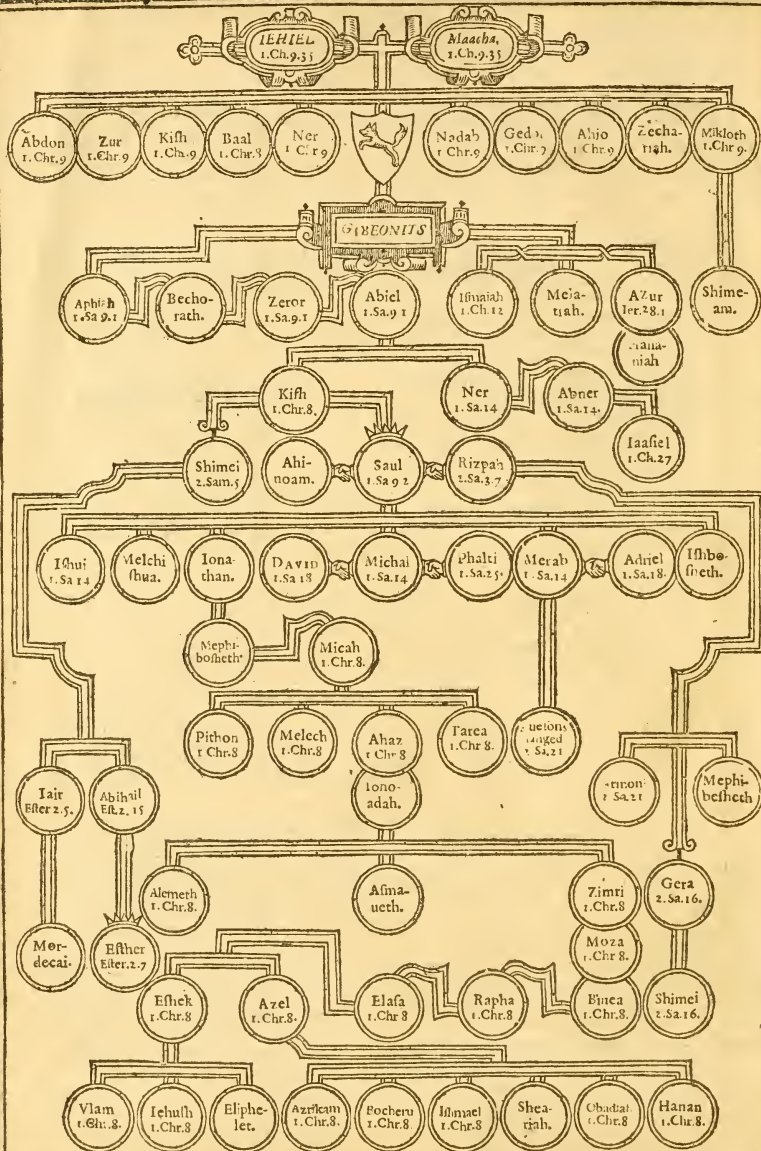 IEHIEL
1.Ch.9.35
Maacha,
1.Ch.9.35
Abdon
1.Chr.9
Zur
1.Chr.9
Kiſh
1.Ch.9
Baal
1.Chr.8
Ner
1 Chr 9
Nadab
1 Chr.9
1.Chr.9
Ahio
1 Chr.9
Zecha-
riah.
Mikloth
1 Chr 9.
GIBEONITS
Aphiah
1.Sa 9.1
Becho-
rath.
Zeror
1.Sa.9.1
Abiel
1.Sa.9 1
Iſmaiah
1.Ch.12
Mela-
tiah.
AZur
Ier.28.1
Shime-
am.
niah
Kiſh
1.Chr.8.
Ner
1.Sa.14
Abner
1.Sa.14.
Iaaſiel
1.Ch.27
Shimei
2.Sam.5
Ahi-
noam.
Saul
1.Sa 9 2
Rizpah
2.Sa.3.7
Iſhui
1.Sa 14
Melchi
ſhua.
Iona-
than.
DAVID
1.Sa 18
Michal
1.Sa.14
Phalti
1.Sa.25.
Merab
1.Sa.14
Adriel
1.Sa.18.
Iſhbo-
ſheth.
Mephi-
boſheth
Micah
1.Chr.8.
Pithon
1 Chr.8
Melech
1.Chr.8
Ahaz
1 Chr 8
Tarea
1.Chr 8.
2 Sa.21
Iono-
adah.
Iair
Eſter 2.5.
Abihail
Eſt.2.15
2 Sa.21
Mephi-
beſheth
Alemeth
1.Chr.8.
Aſma-
ueth.
Zimri
1.Chr.8
Gera
2.Sa.16.
Mor-
decai.
Eſther
Eſter.2.7
Moza
1.Chr 8.
Eſhek
1.Chr.8
Azel
1.Chr.8.
Elaſa
1.Chr 8
Rapha
1.Chr.8.
Binea
1.Chr.8.
Shimei
2.Sa.16.
Vlam
1.Chr.8.
Iehuſh
1.Chr.8
Eliphe-
let.
Azrikam
1.Chr.8.
Bocheru
1.Chr.8
Iſhmael
1.Chr.8
Shea-
riah.
Obadiah
1.Chr.8
Hanan
1.Chr.8.